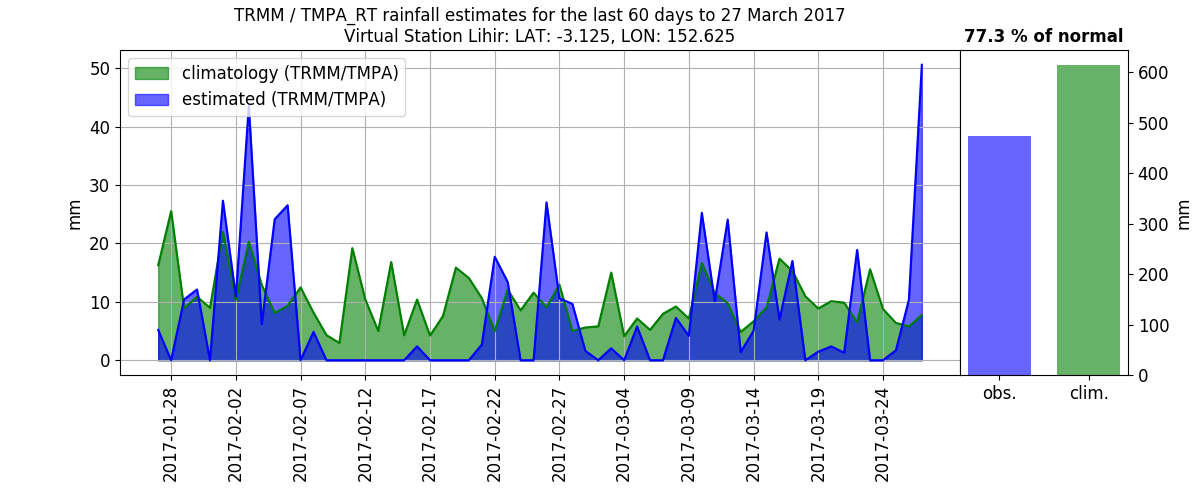 TRMM / TMPA_RT rainfall estimates for the last 60 days to 27 March 2017
Virtual Station Lihir: LAT: -3.125, LON: 152.625
77.3 % of normal
climatology (TRMM/TMPA)
estimated (TRMM/TMPA)
mm
50
40
30
20
10
0
2017-01-28
2017-02-02
2017-02-07
2017-02-12
2017-02-17
2017-02-22
2017-02-27
2017-03-04
2017-03-09
2017-03-14
2017-03-19
2017-03-24
600
500
400
300
200
100
0
mm
obs.
clim.